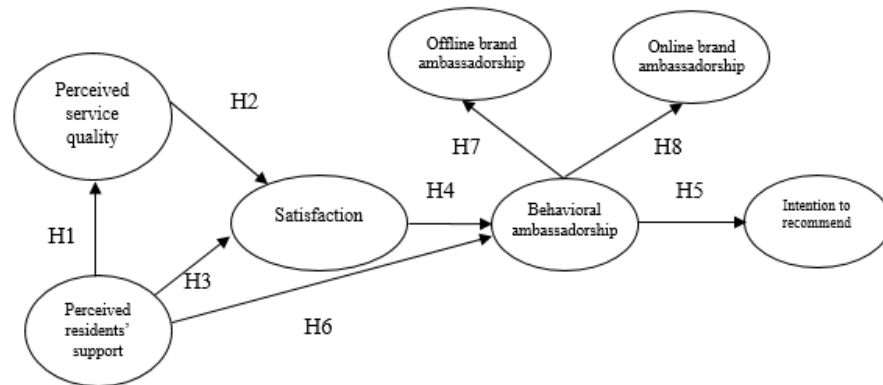 Offline brand
ambassadorship
Online brand
ambassadorship
Perceived
service
quality
H2
H7
H8
Satisfaction
H4
Behavioral
ambassadorship
H5
Intention to
recommend
H1
H3
Perceived
residents’
support
H6